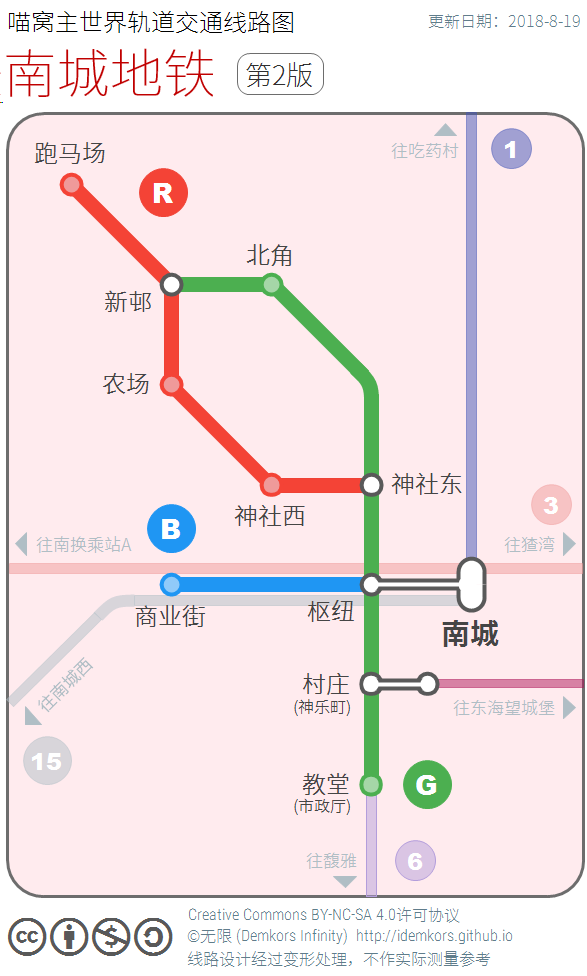 喵窝主世界轨道交通线路图
更新日期：2018-8-19
南城地铁
第2版
跑马场
R
往吃药村
1
北角
新邨
农场
神社东
神社西
B
3
往南换乘站A
往猹湾
商业街
枢纽
南城
往南城西
村庄
(神乐町)
往东海望城堡
15
教堂
(市政厅)
G
往馥雅
6
cc
Creative Commons BY-NC-SA 4.0许可协议
©无限 (Demkors Infinity) http://idemkors.github.io
线路设计经过变形处理，不作实际测量参考